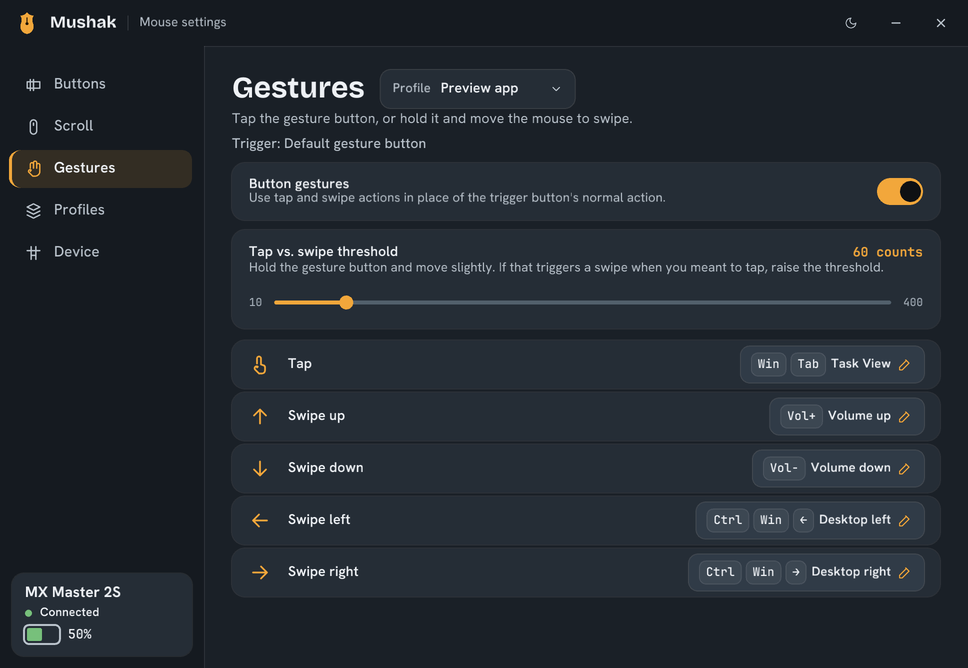 Mushak | Mouse settings
Buttons
Scroll
Gestures
Profiles
Device
MX Master 2S
Connected
50%
Gestures
Profile Preview app
Tap the gesture button, or hold it and move the mouse to swipe.
Trigger: Default gesture button
Button gestures
Use tap and swipe actions in place of the trigger button's normal action.
Tap vs. swipe threshold 60 counts
Hold the gesture button and move slightly. If that triggers a swipe when you meant to tap, raise the threshold.
10 400
Tap Win Tab Task View
Swipe up Vol+ Volume up
Swipe down Vol- Volume down
Swipe left Ctrl Win ← Desktop left
Swipe right Ctrl Win → Desktop right